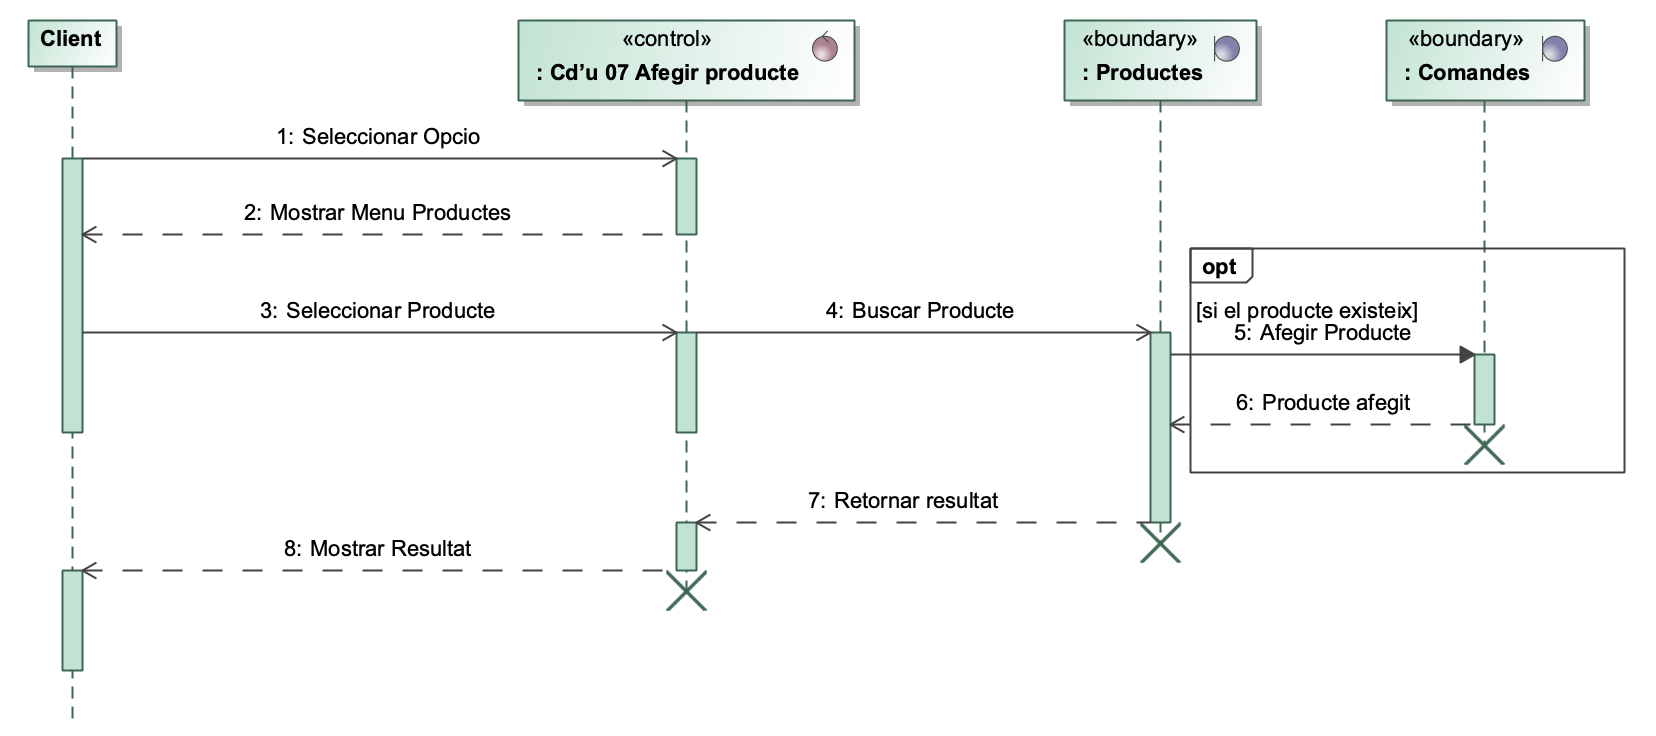 Client
«control»
: Cd’u 07 Afegir producte
«boundary»
: Productes
«boundary»
: Comandes
1: Seleccionar Opcio
2: Mostrar Menu Productes
opt
3: Seleccionar Producte
4: Buscar Producte
[si el producte existeix]
5: Afegir Producte
6: Producte afegit
7: Retornar resultat
8: Mostrar Resultat